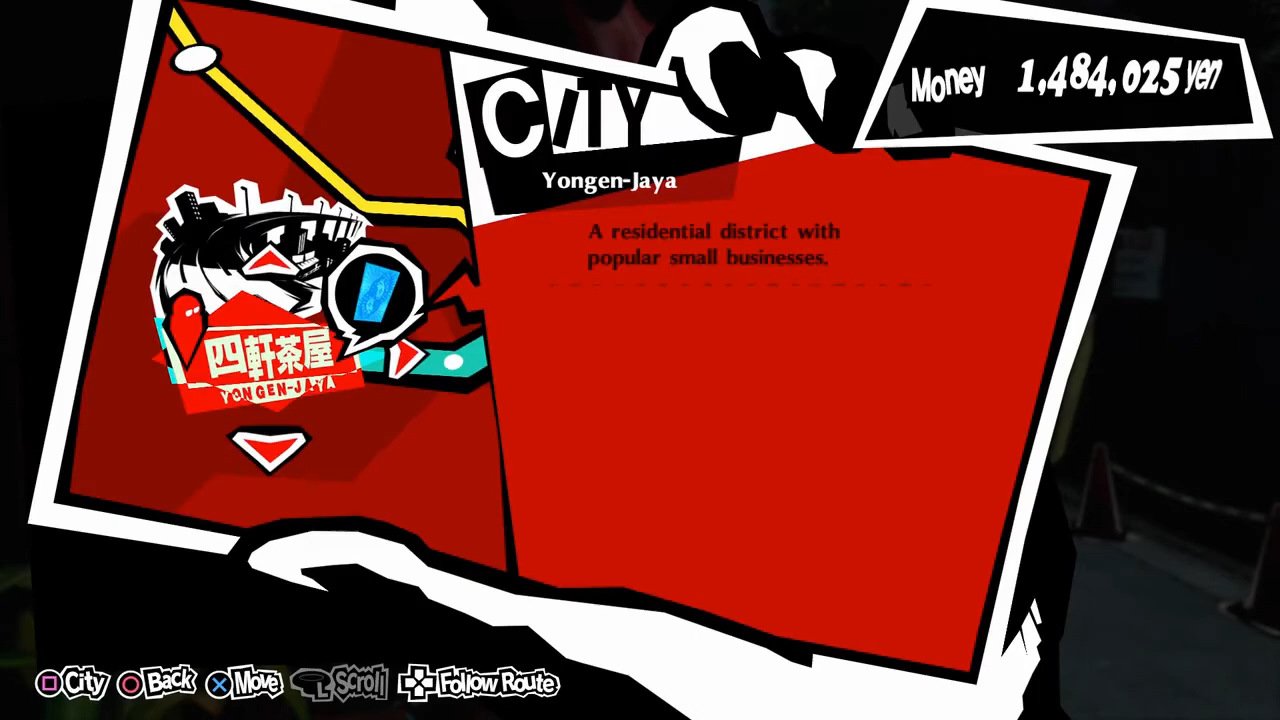 CITY
Money 1,484,025 yen
Yongen-Jaya
A residential district with
popular small businesses.
四軒茶屋
YONGEN-JAYA
City Back Move L Scroll Follow Route